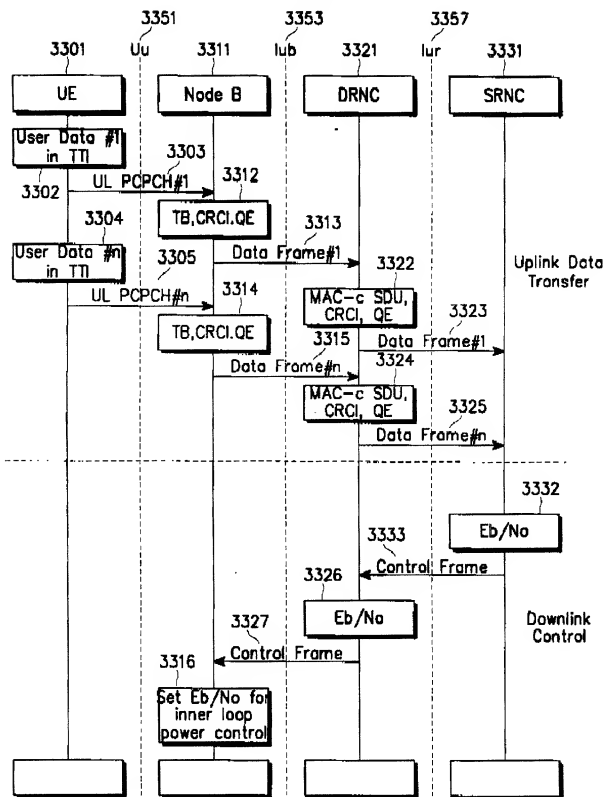 3351 3353 3357
3301 Uu 3311 Iub 3321 Iur 3331
UE Node B DRNC SRNC
User Data #1
in TTI
3302
3303
UL PCPCH#1
3312
TB,CRCI.QE
3304
3313
User Data #n
in TTI
Data Frame#1
3305
UL PCPCH#n
3322
MAC-c SDU,
CRCI, QE
Uplink Data
Transfer
3314
TB,CRCI.QE
3323
Data Frame#1
3315
Data Frame#n
3324
MAC-c SDU,
CRCI, QE
3325
Data Frame#n
3332
Eb/No
3333
Control Frame
3326
Eb/No
Downlink
Control
3327
Control Frame
3316
Set Eb/No for
inner loop
power control